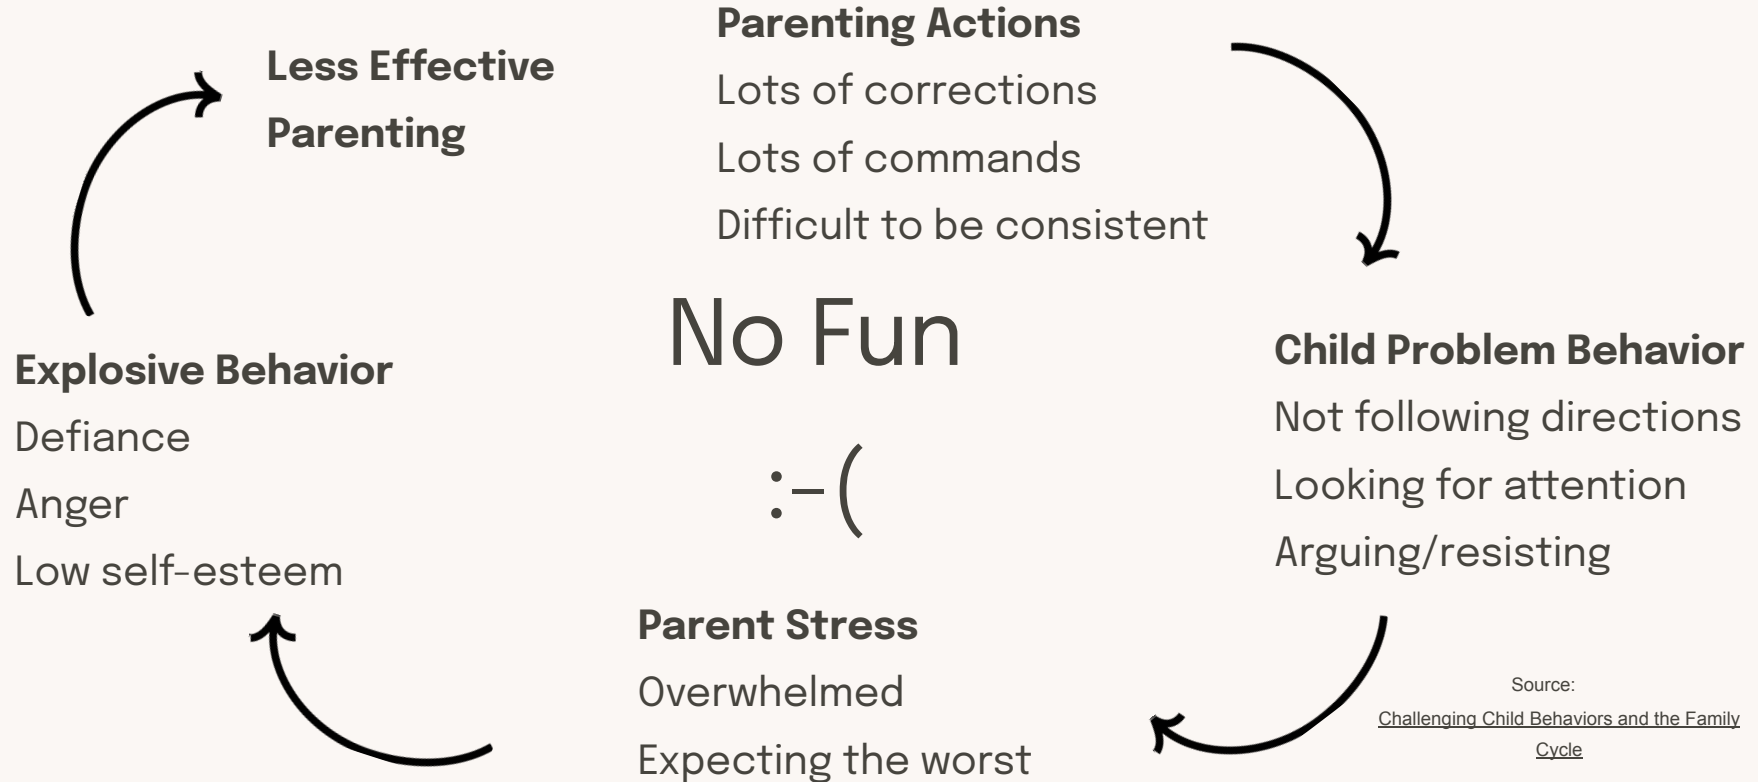 Parenting Actions
Lots of corrections
Lots of commands
Difficult to be consistent
Less Effective
Parenting
No Fun
:-(
Child Problem Behavior
Not following directions
Looking for attention
Arguing/resisting
Explosive Behavior
Defiance
Anger
Low self-esteem
Parent Stress
Overwhelmed
Expecting the worst
Source:
Challenging Child Behaviors and the Family
Cycle